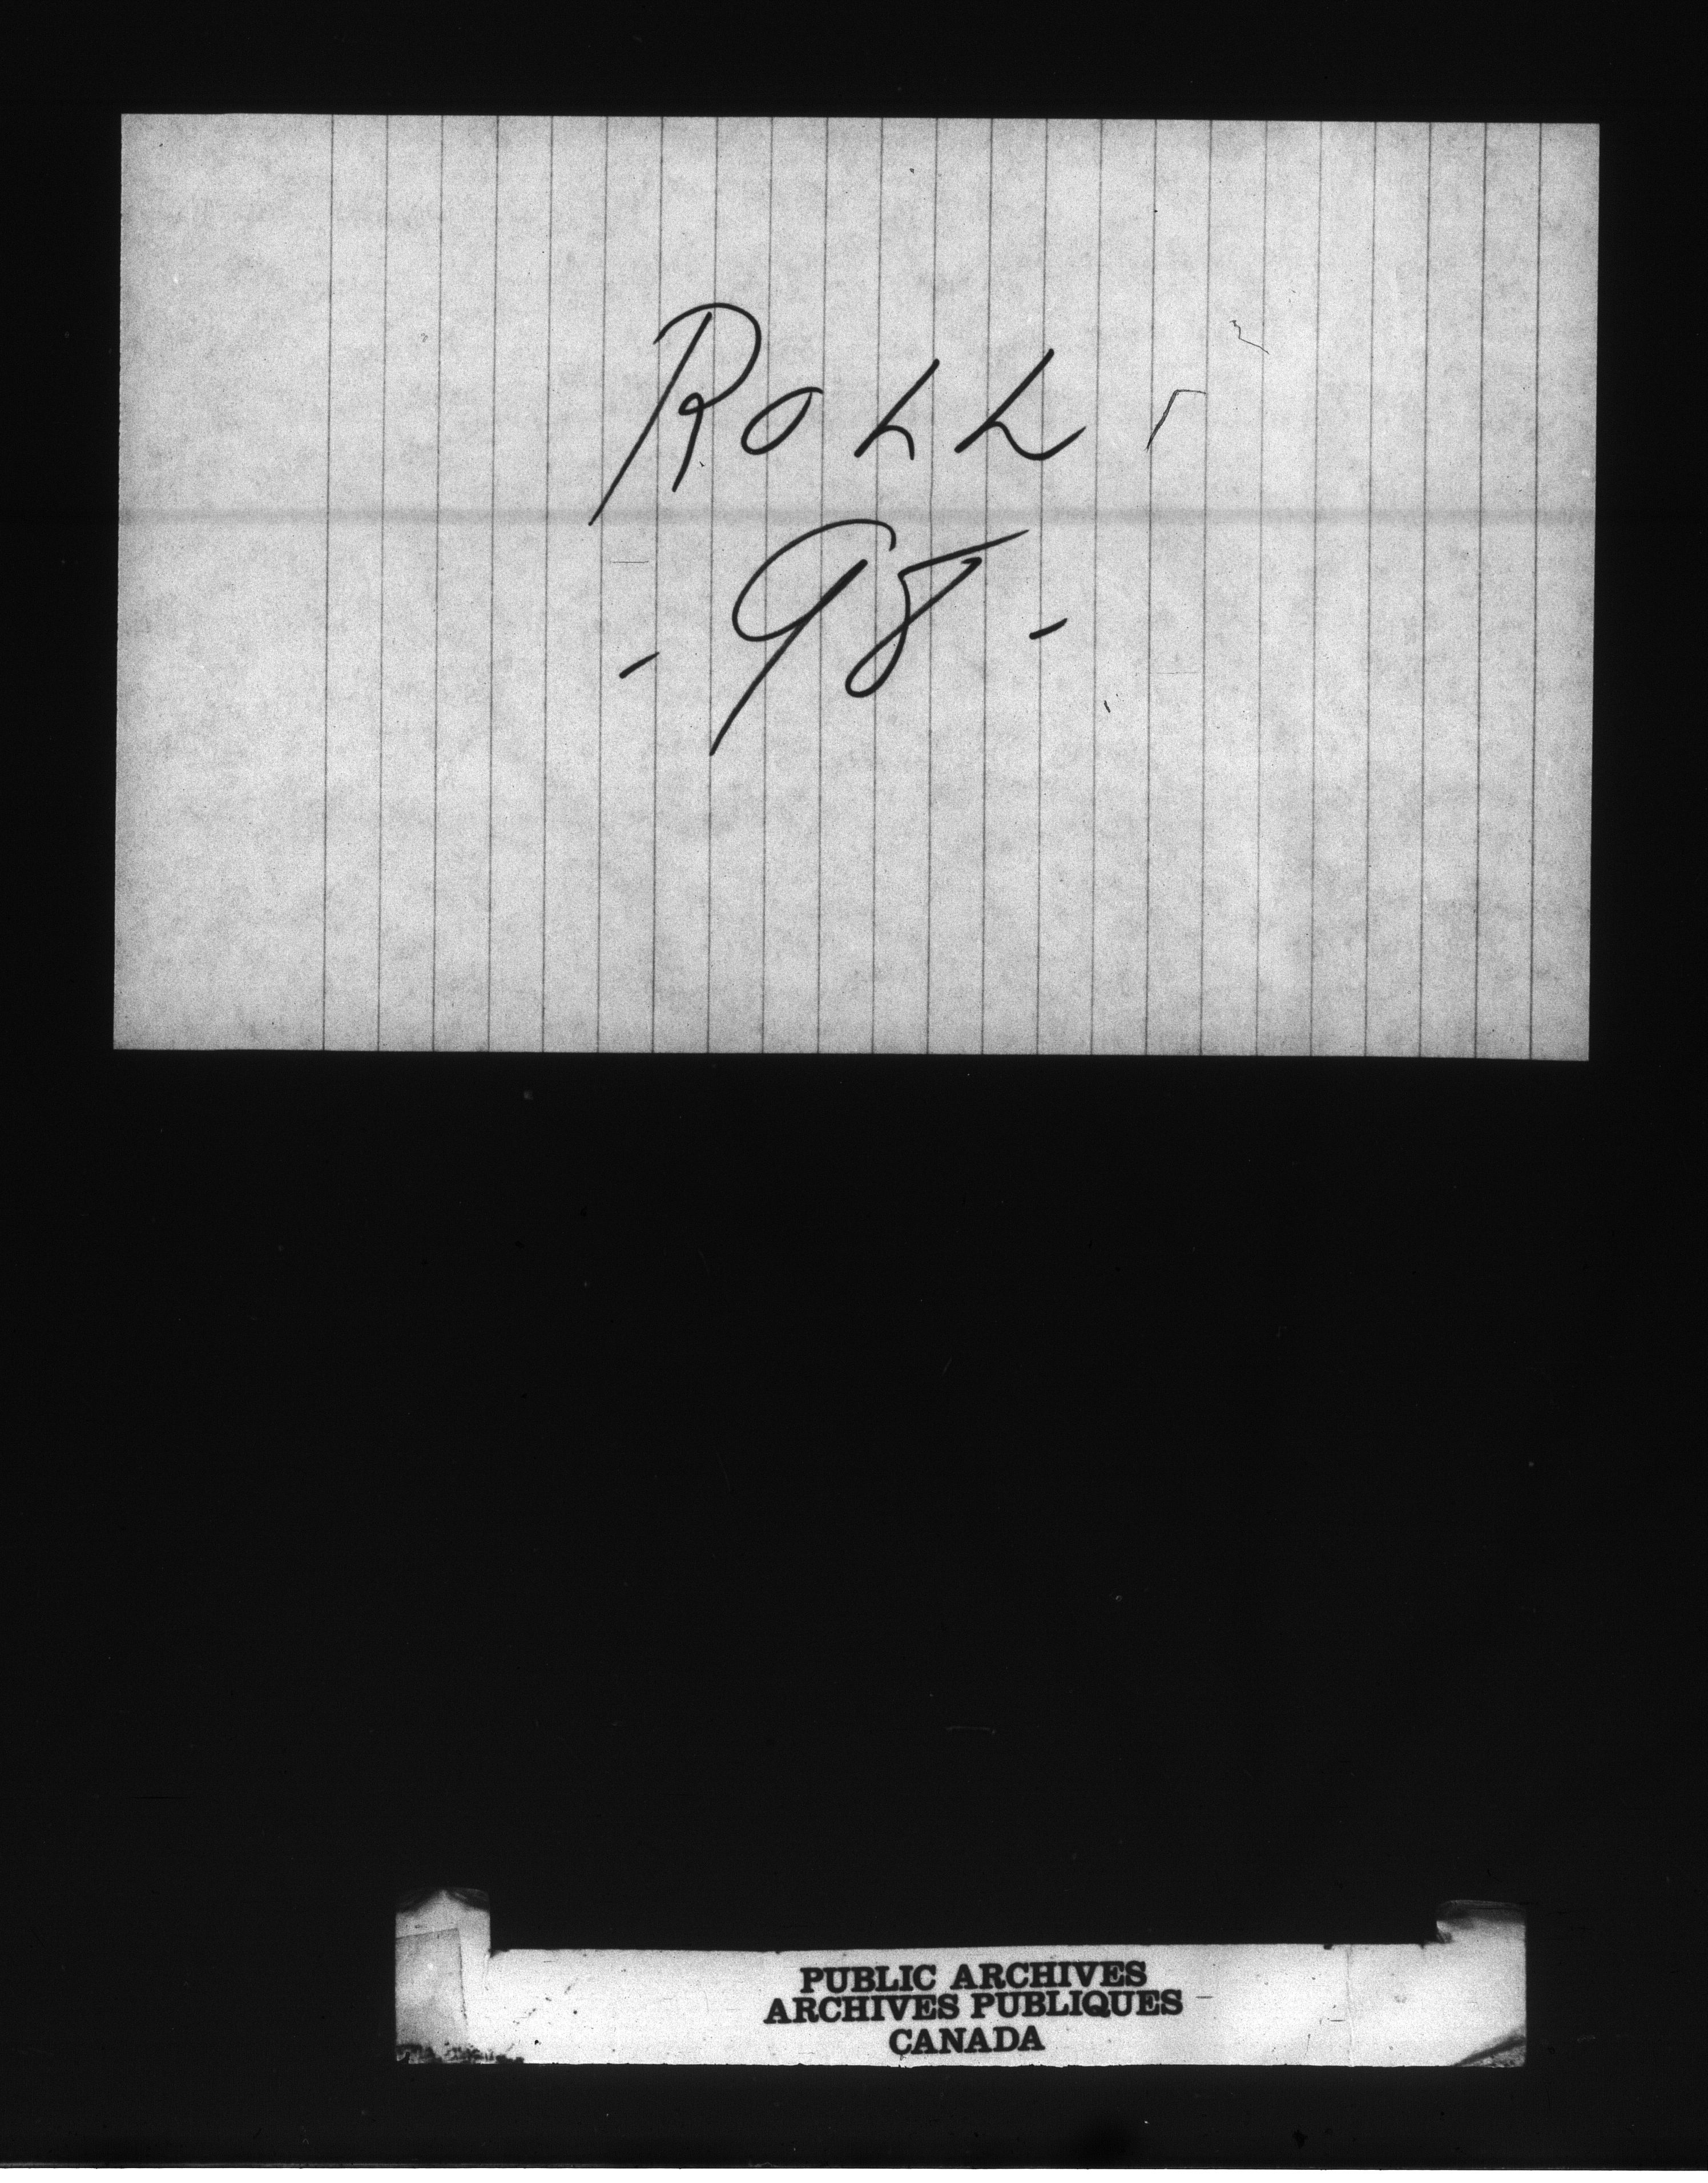 ROLL
- 98 -
PUBLIC ARCHIVES
ARCHIVES PUBLIQUES
CANADA